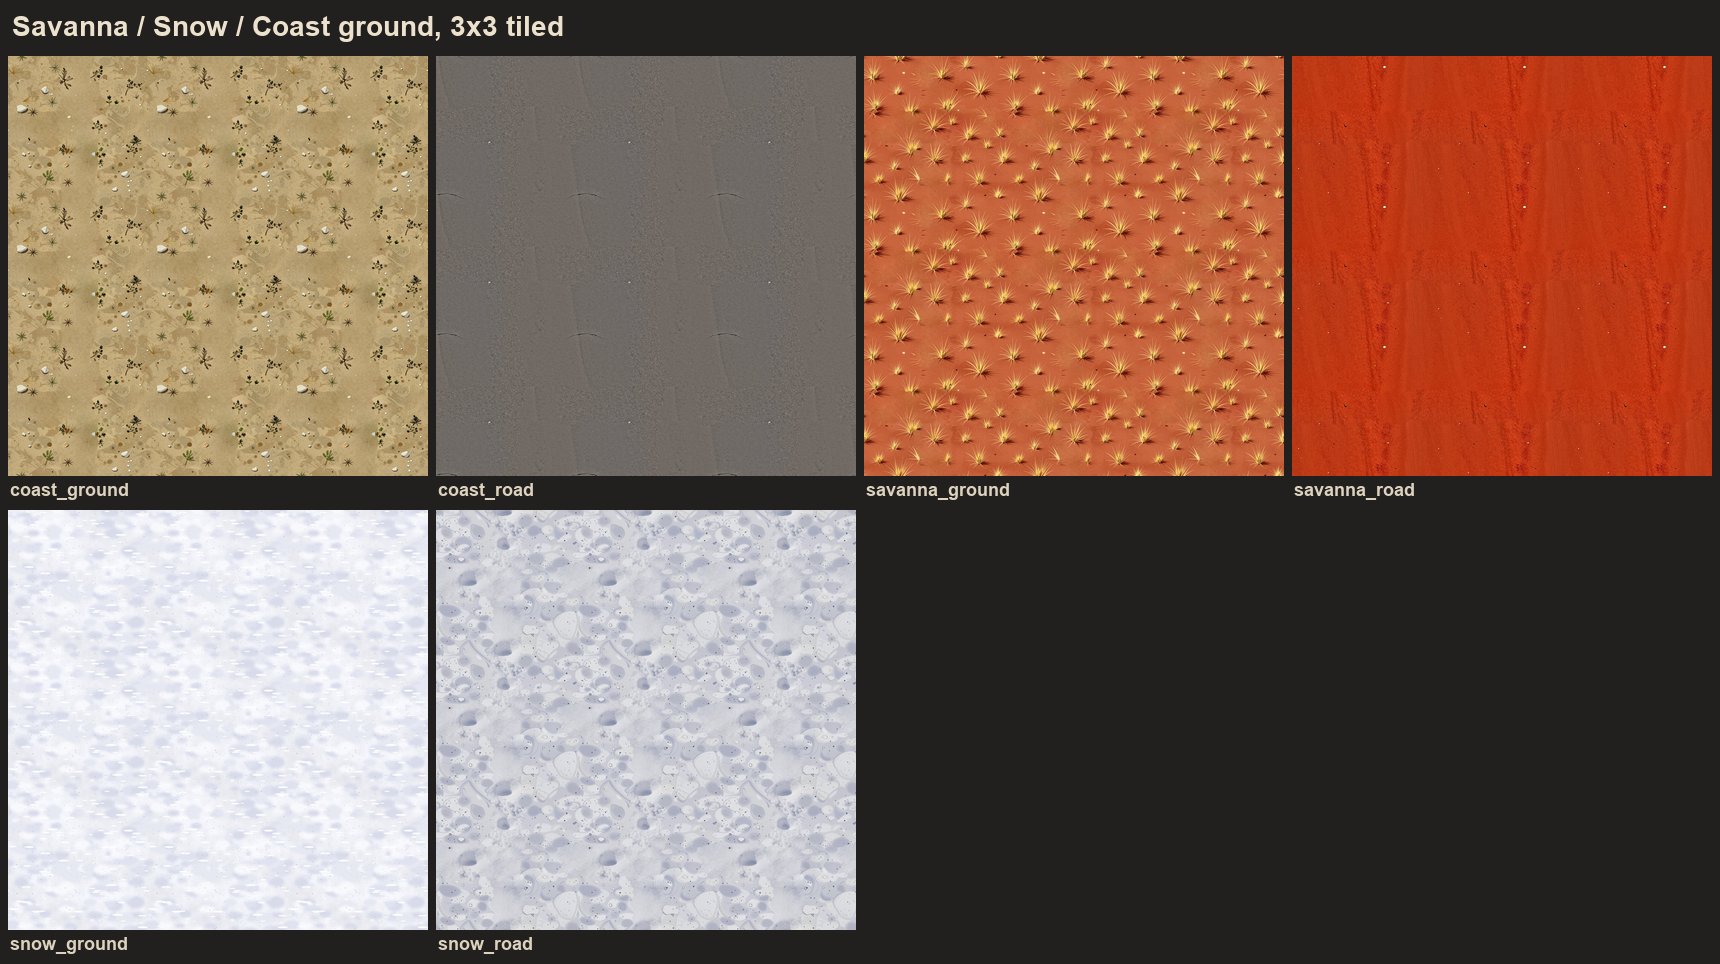 Savanna / Snow / Coast ground, 3x3 tiled
coast_ground
coast_road
savanna_ground
savanna_road
snow_ground
snow_road